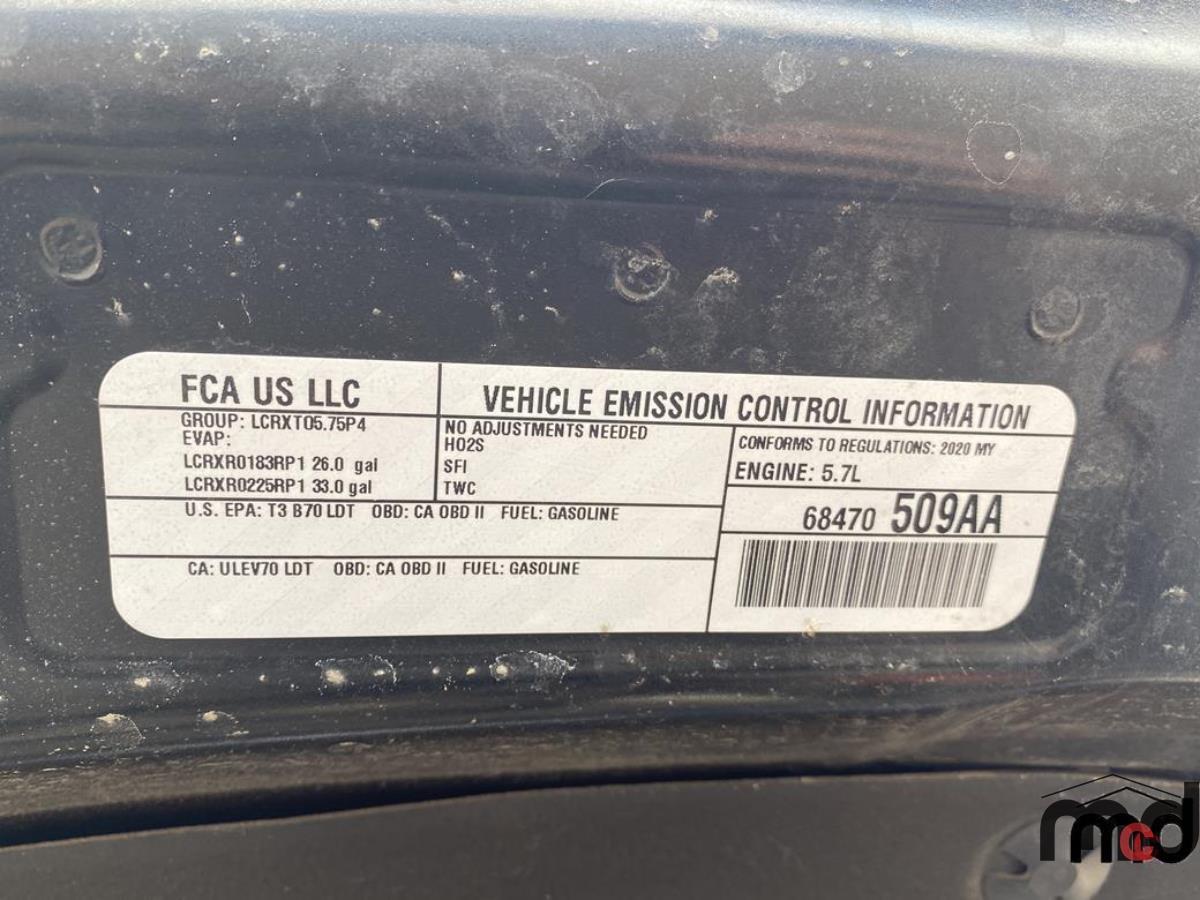 FCA US LLC
VEHICLE EMISSION CONTROL INFORMATION
GROUP: LCRXT05.75P4
EVAP:
LCRXR0183RP1 26.0 gal
LCRXR0225RP1 33.0 gal
NO ADJUSTMENTS NEEDED
HO2S
SFI
TWC
CONFORMS TO REGULATIONS: 2020 MY
ENGINE: 5.7L
U.S. EPA: T3 B70 LDT OBD: CA OBD II FUEL: GASOLINE
68470 509AA
CA: ULEV70 LDT OBD: CA OBD II FUEL: GASOLINE
mcd